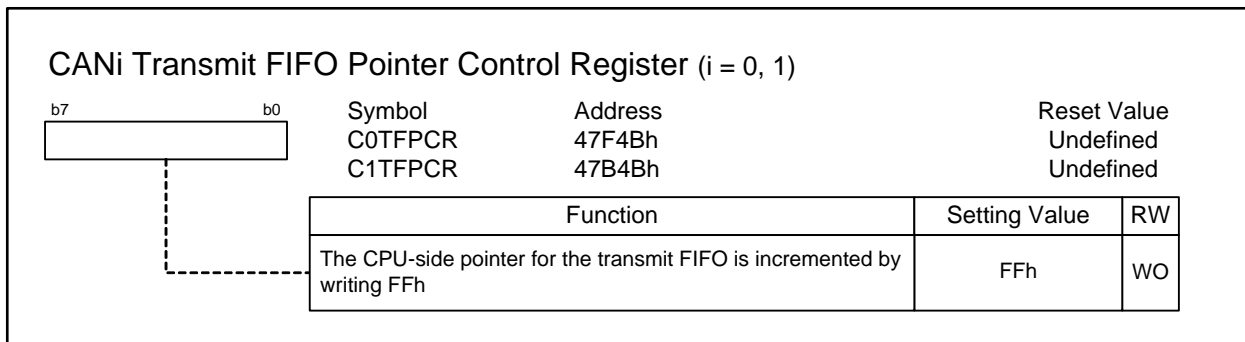 CANi Transmit FIFO Pointer Control Register (i = 0, 1)
b7 b0 Symbol Address Reset Value
C0TFPCR 47F4Bh Undefined
C1TFPCR 47B4Bh Undefined
Function Setting Value RW
The CPU-side pointer for the transmit FIFO is incremented by
writing FFh
FFh WO